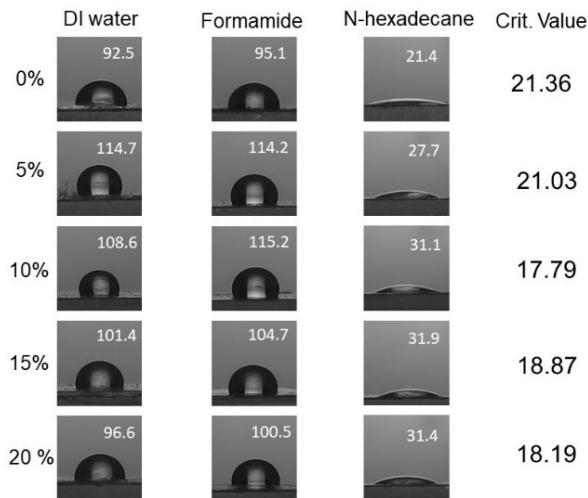 DI water Formamide N-hexadecane Crit. Value
0% 92.5 95.1 21.4 21.36
5% 114.7 114.2 27.7 21.03
10% 108.6 115.2 31.1 17.79
15% 101.4 104.7 31.9 18.87
20 % 96.6 100.5 31.4 18.19